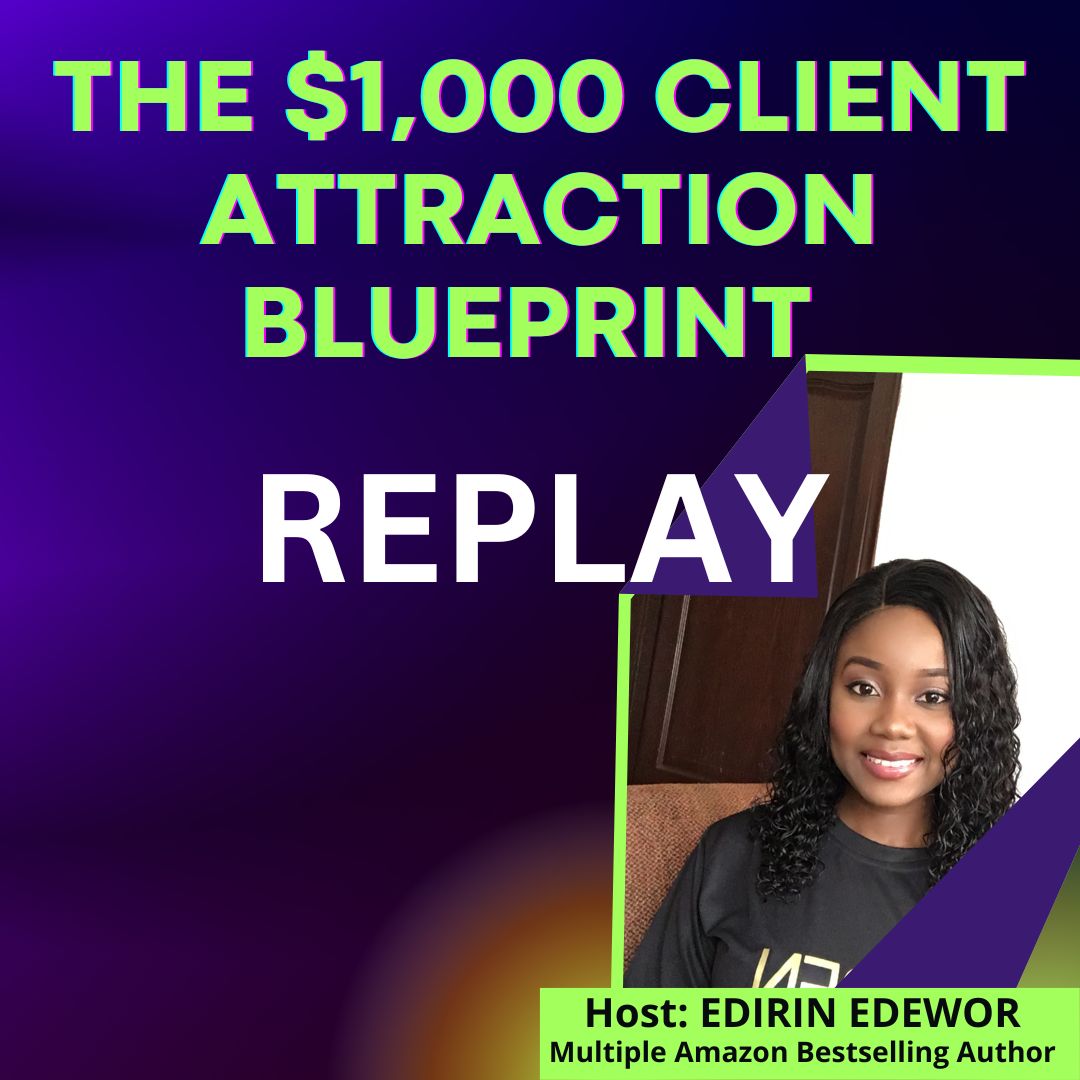 THE $1,000 CLIENT
ATTRACTION
BLUEPRINT
REPLAY
Host: EDIRIN EDEWOR
Multiple Amazon Bestselling Author